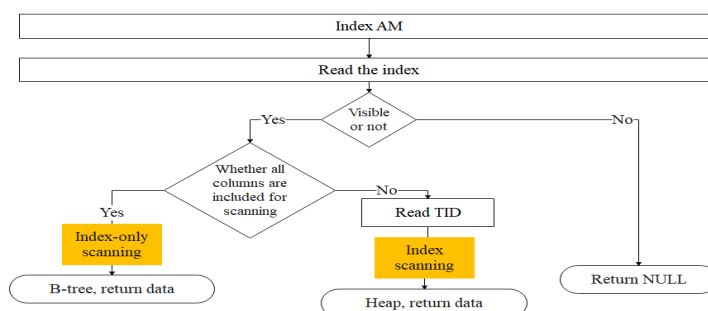 Index AM
Read the index
Visible
or not
Yes
No
Whether all
columns are
included for
scanning
Yes
No
Read TID
Index-only
scanning
Index
scanning
B-tree, return data
Heap, return data
Return NULL